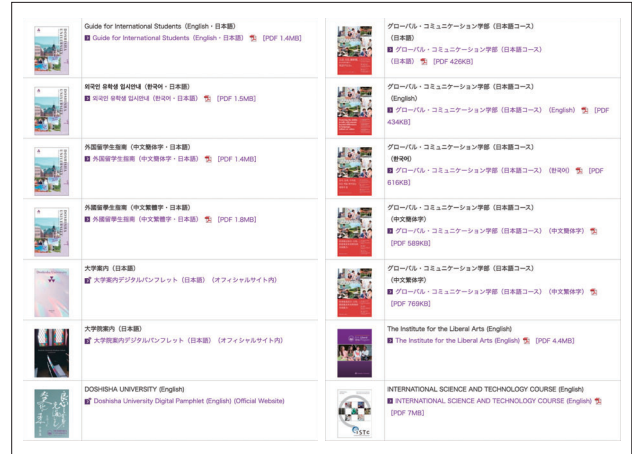 Guide for International Students (English・日本語)
Guide for International Students (English・日本語) [PDF 1.4MB]
외국인 유학생 입시안내 (한국어・日本語)
외국인 유학생 입시안내 (한국어・日本語) [PDF 1.5MB]
外国留学生指南 (中文簡体字・日本語)
外国留学生指南 (中文簡体字・日本語) [PDF 1.4MB]
外國留學生指南 (中文繁體字・日本語)
外國留學生指南 (中文繁體字・日本語) [PDF 1.8MB]
大学案内 (日本語)
大学案内デジタルパンフレット (日本語) (オフィシャルサイト内)
大学院案内 (日本語)
大学院案内デジタルパンフレット (日本語) (オフィシャルサイト内)
DOSHISHA UNIVERSITY (English)
Doshisha University Digital Pamphlet (English) (Official Website)
グローバル・コミュニケーション学部 (日本語コース)
(日本語)
グローバル・コミュニケーション学部 (日本語コース)
(日本語) [PDF 426KB]
グローバル・コミュニケーション学部 (日本語コース)
(English)
グローバル・コミュニケーション学部 (日本語コース) (English) [PDF
434KB]
グローバル・コミュニケーション学部 (日本語コース)
(한국어)
グローバル・コミュニケーション学部 (日本語コース) (한국어) [PDF
616KB]
グローバル・コミュニケーション学部 (日本語コース)
(中文簡体字)
グローバル・コミュニケーション学部 (日本語コース) (中文簡体字)
[PDF 589KB]
グローバル・コミュニケーション学部 (日本語コース)
(中文繁体字)
グローバル・コミュニケーション学部 (日本語コース) (中文繁体字)
[PDF 769KB]
The Institute for the Liberal Arts (English)
The Institute for the Liberal Arts (English) [PDF 4.4MB]
INTERNATIONAL SCIENCE AND TECHNOLOGY COURSE (English)
INTERNATIONAL SCIENCE AND TECHNOLOGY COURSE (English)
[PDF 7MB]